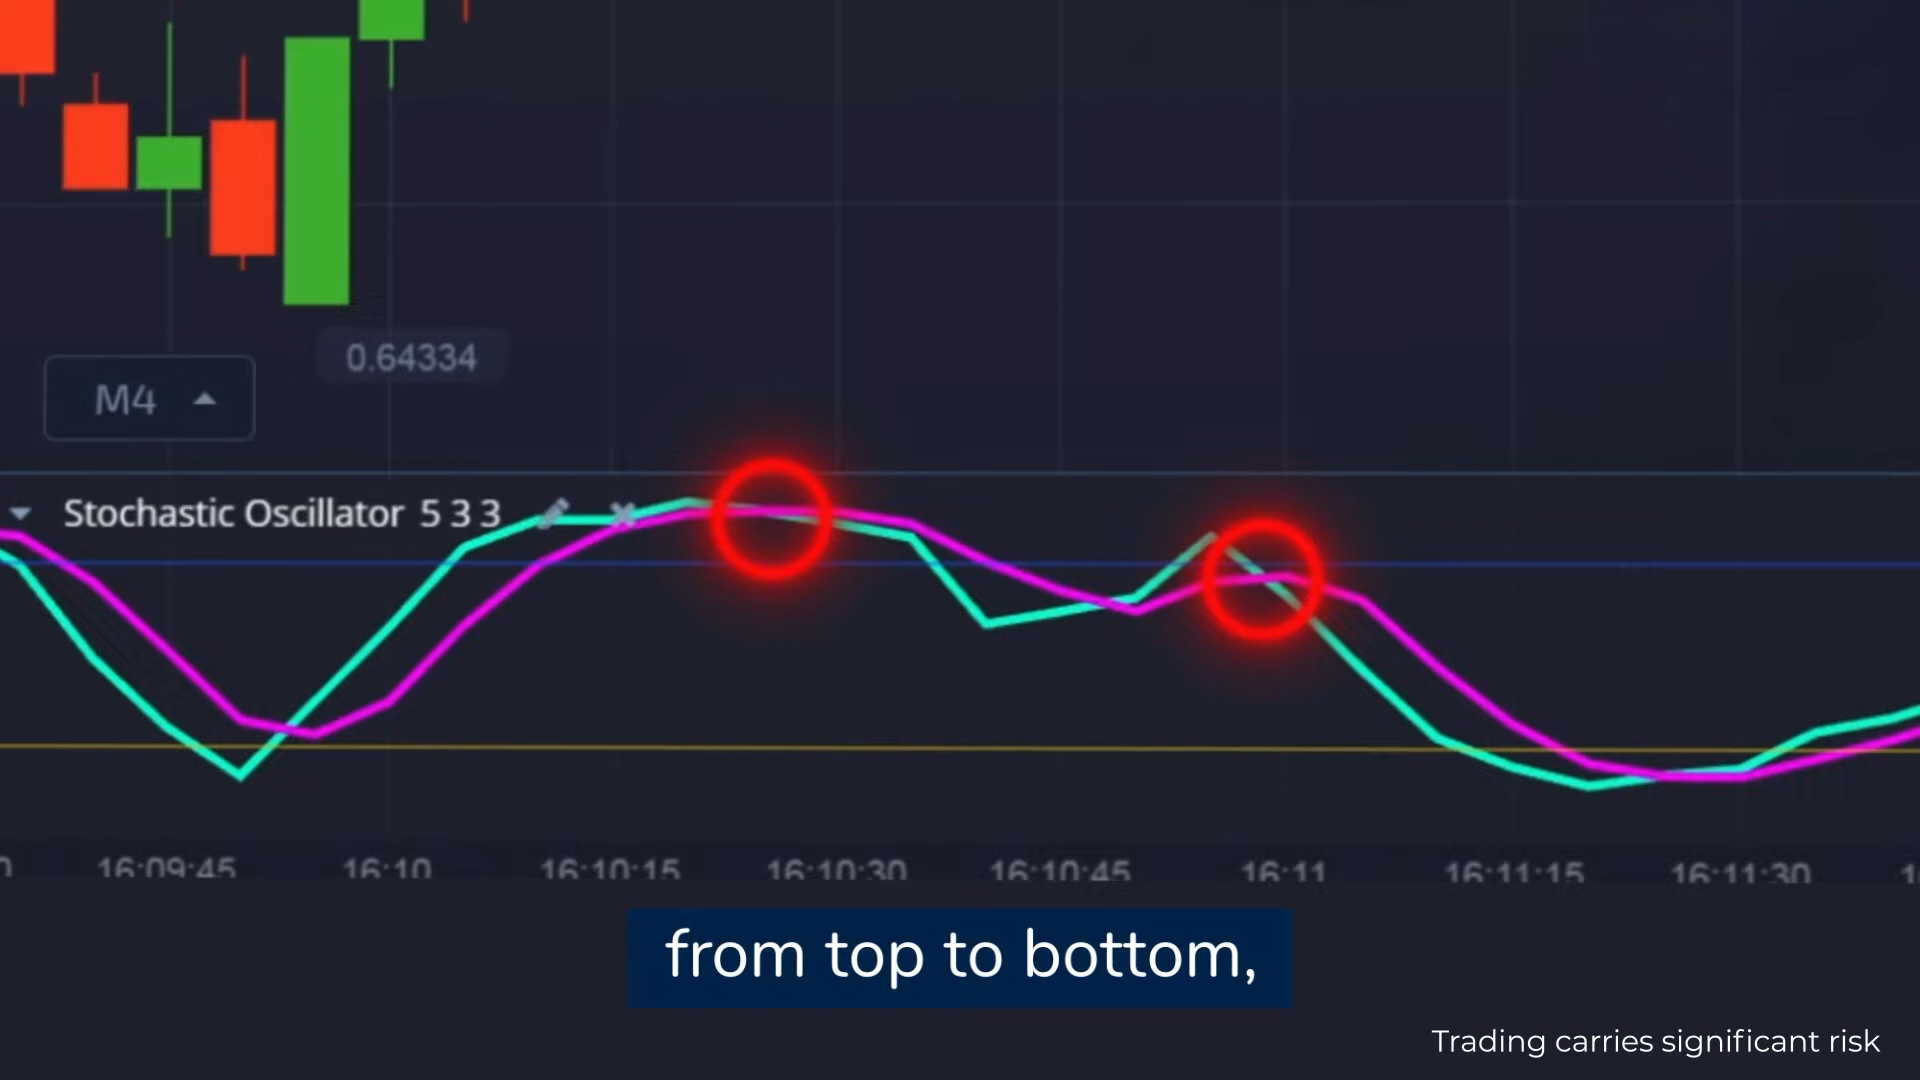 0.64334
M4
Stochastic Oscillator 5 3 3
16:09:45 16:10 16:10:15 16:10:30 16:10:45 16:11 16:11:15 16:11:30
from top to bottom,
Trading carries significant risk